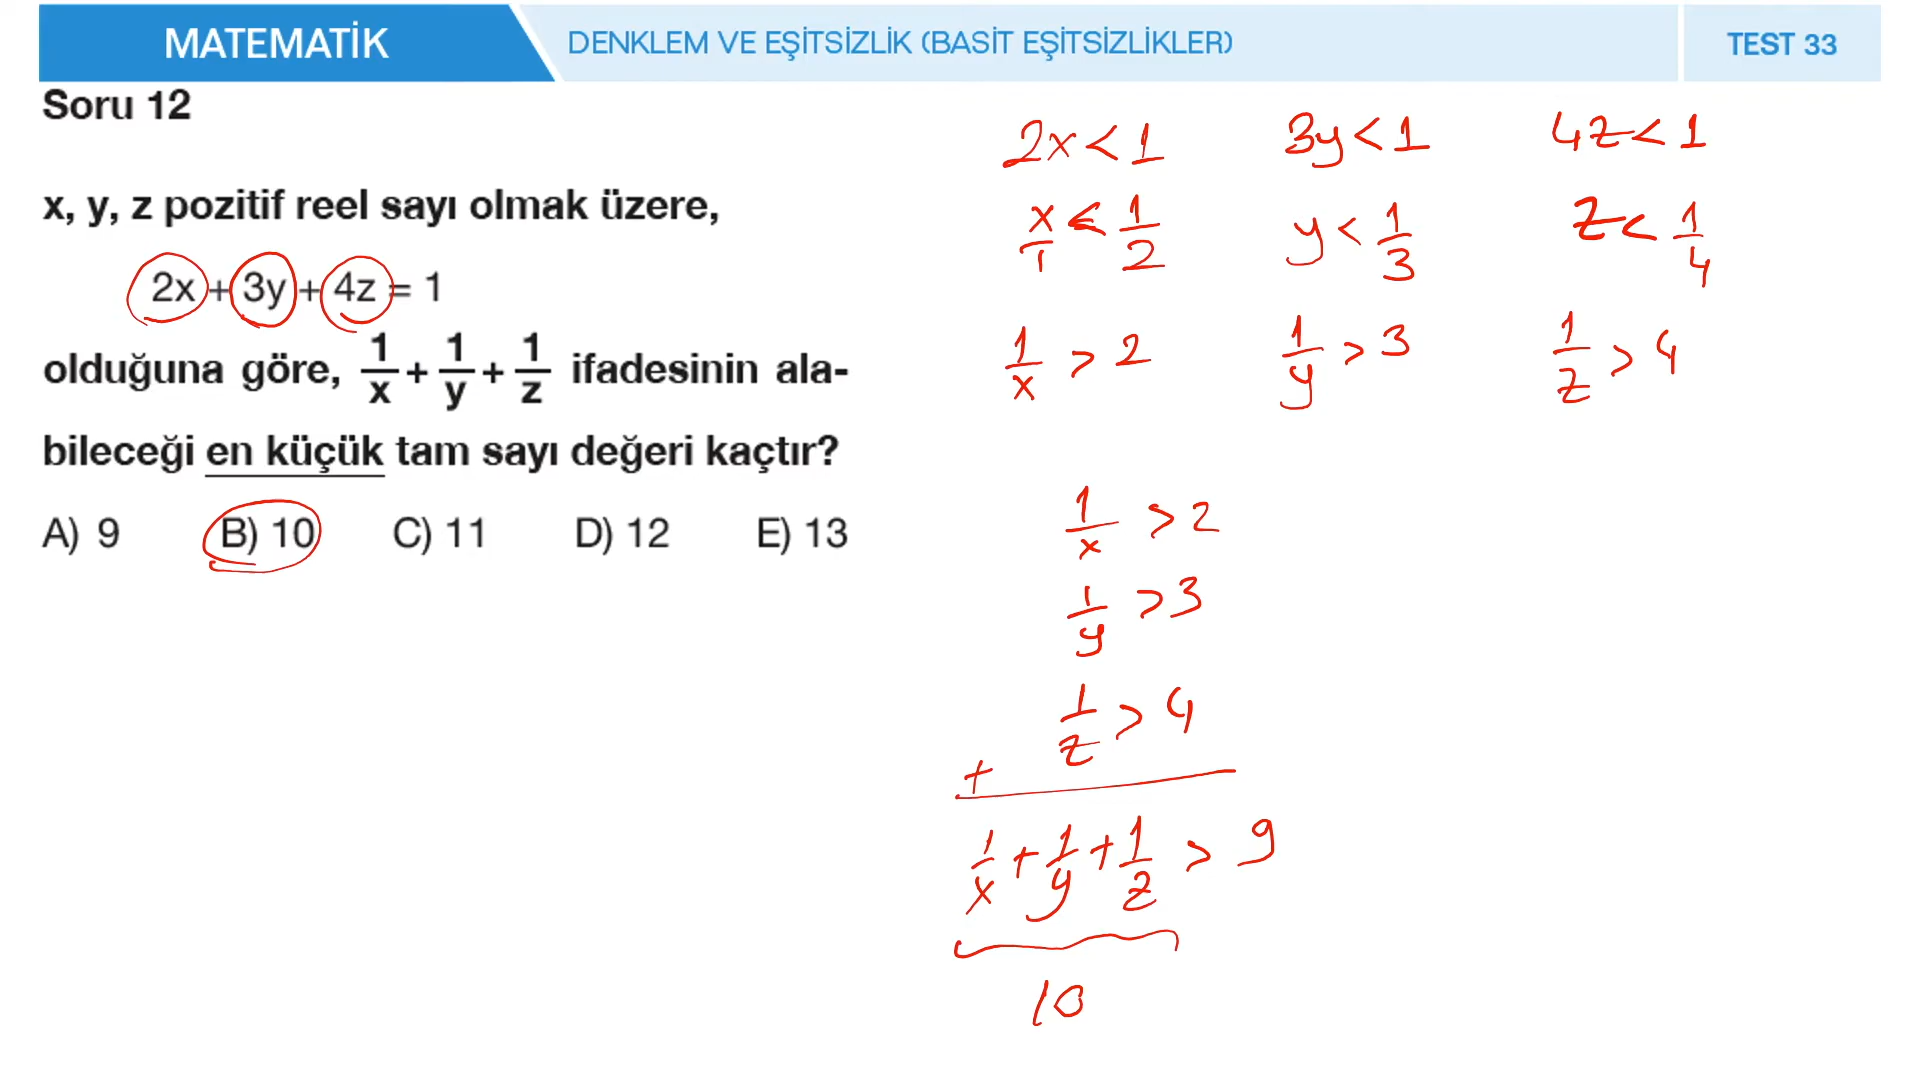 MATEMATİK
DENKLEM VE EŞİTSİZLİK (BASİT EŞİTSİZLİKLER)
TEST 33
Soru 12
x, y, z pozitif reel sayı olmak üzere,
2x + 3y + 4z = 1
olduğuna göre, 1/x + 1/y + 1/z ifadesinin ala-
bileceği en küçük tam sayı değeri kaçtır?
A) 9 B) 10 C) 11 D) 12 E) 13
2x < 1 3y < 1 4z < 1
x/1 < 1/2 y < 1/3 z < 1/4
1/x > 2 1/y > 3 1/z > 4
1/x > 2
1/y > 3
1/z > 4
+
1/x + 1/y + 1/z > 9
10